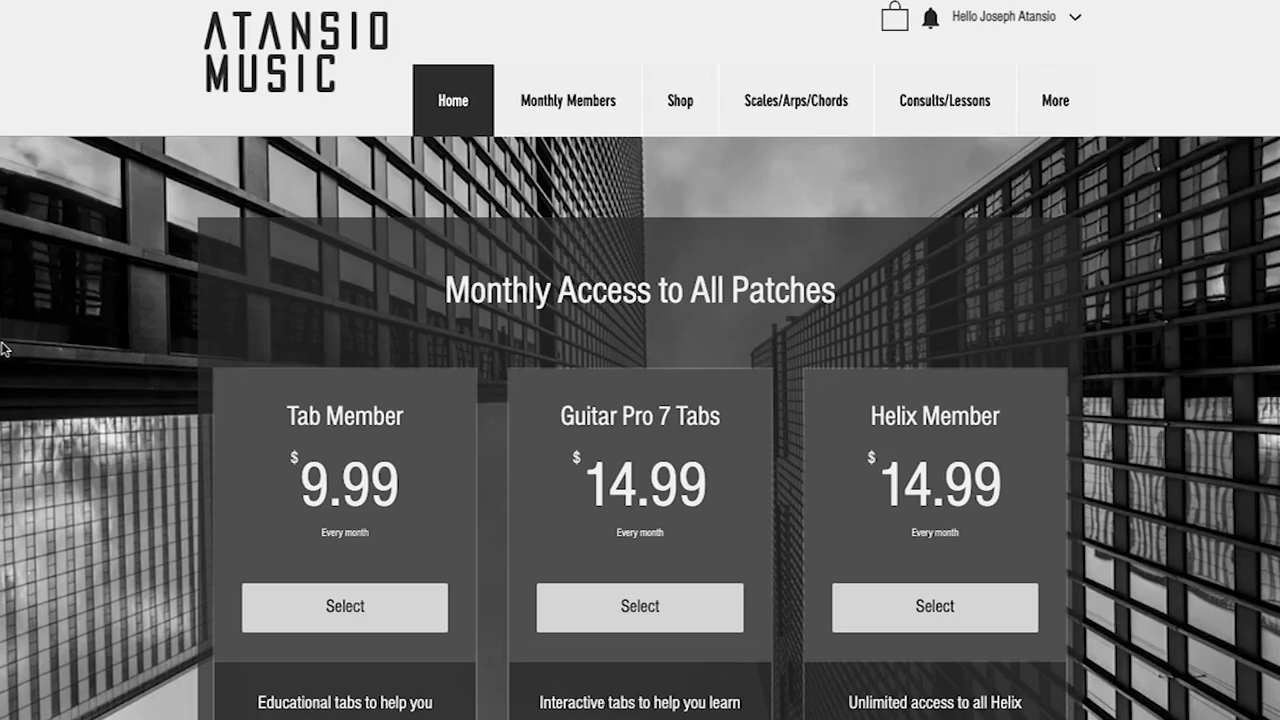 ATANSIO
MUSIC
Hello Joseph Atansio
Home
Monthly Members
Shop
Scales/Arps/Chords
Consults/Lessons
More
Monthly Access to All Patches
Tab Member
$
9.99
Every month
Select
Educational tabs to help you
Guitar Pro 7 Tabs
$
14.99
Every month
Select
Interactive tabs to help you learn
Helix Member
$
14.99
Every month
Select
Unlimited access to all Helix